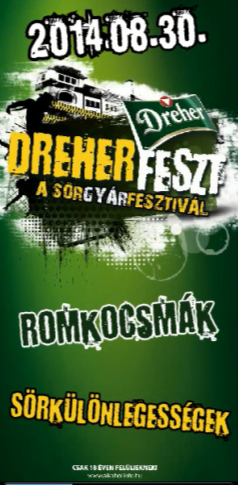 2014.08.30.
Dreher
DREHERFESZT
A SÖRGYÁRFESZTIVÁL
ROMKOCSMÁK
SÖRKÜLÖNLEGESSÉGEK
CSAK 18 ÉVEN FELÜLIEKNEK!